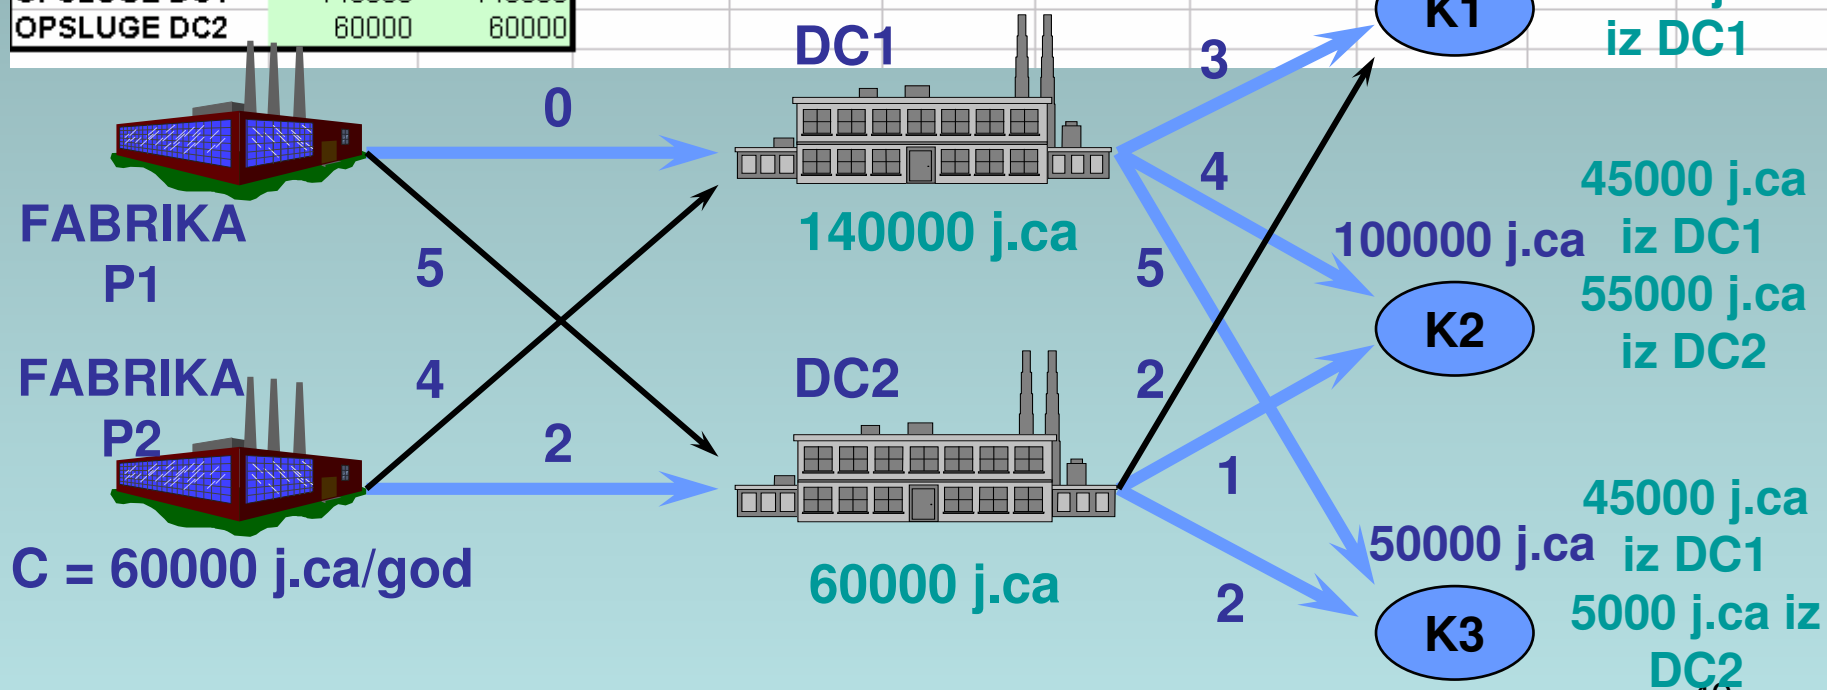 OPSLUGE DC2 60000 60000
K1
iz DC1
DC1
3
0
4
45000 j.ca
iz DC1
FABRIKA
P1
140000 j.ca
100000 j.ca
5
5
55000 j.ca
iz DC2
K2
FABRIKA
P2
4
DC2
2
2
1
45000 j.ca
iz DC1
50000 j.ca
C = 60000 j.ca/god
60000 j.ca
2
5000 j.ca iz
DC2
K3